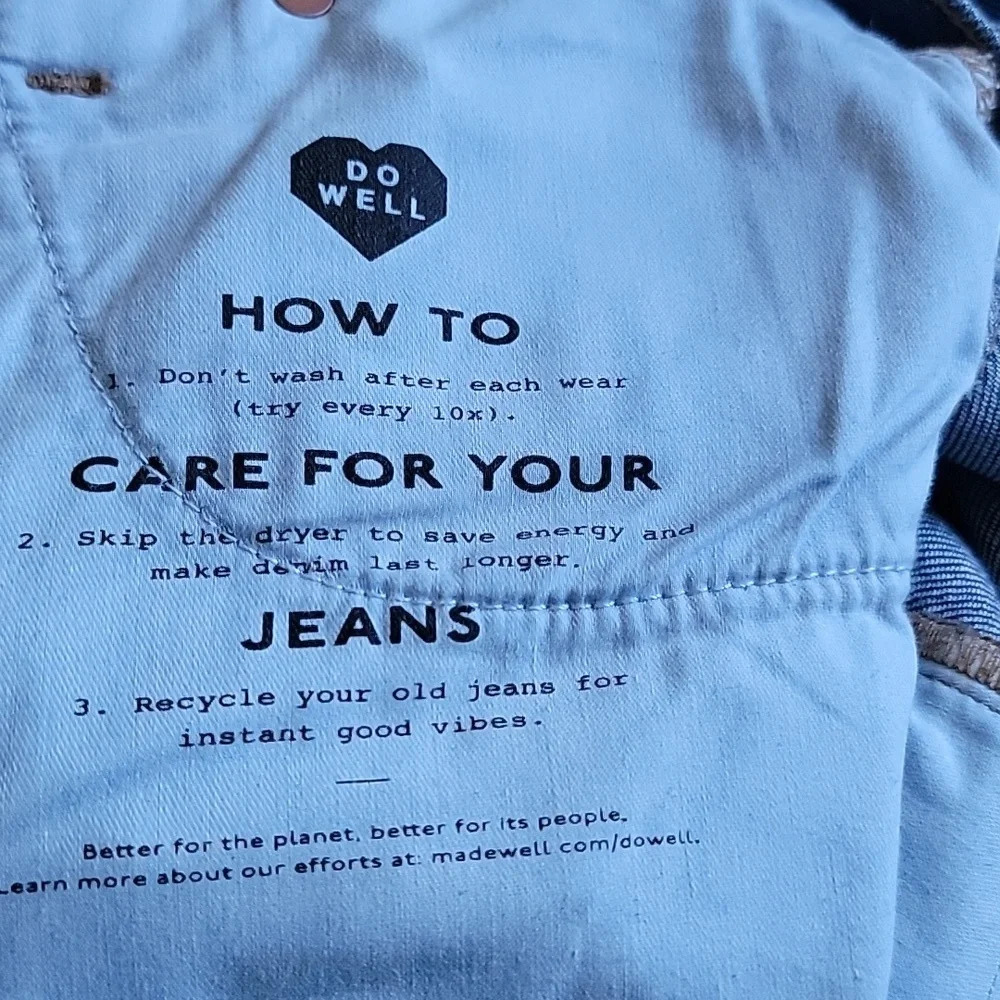 DO
WELL
HOW TO
1. Don't wash after each wear
(try every 10x).
CARE FOR YOUR
2. Skip the dryer to save energy and
make denim last longer.
JEANS
3. Recycle your old jeans for
instant good vibes.
Better for the planet, better for its people.
Learn more about our efforts at: madewell.com/dowell.